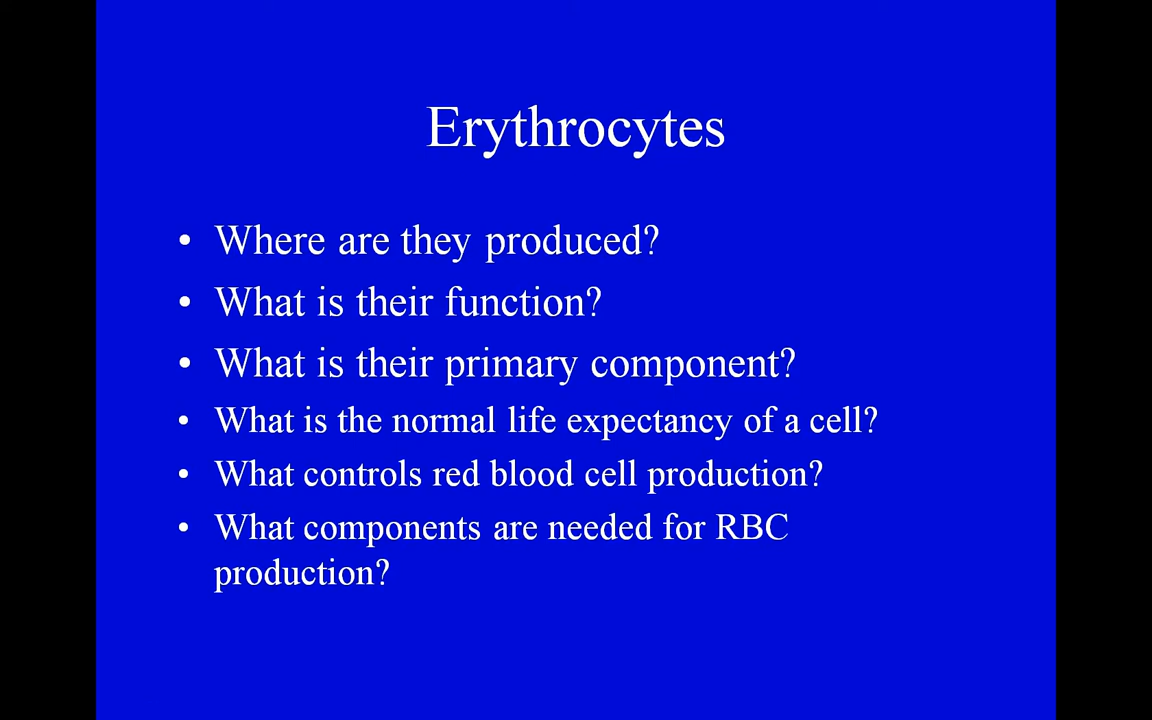 Erythrocytes
• Where are they produced?
• What is their function?
• What is their primary component?
• What is the normal life expectancy of a cell?
• What controls red blood cell production?
• What components are needed for RBC
production?